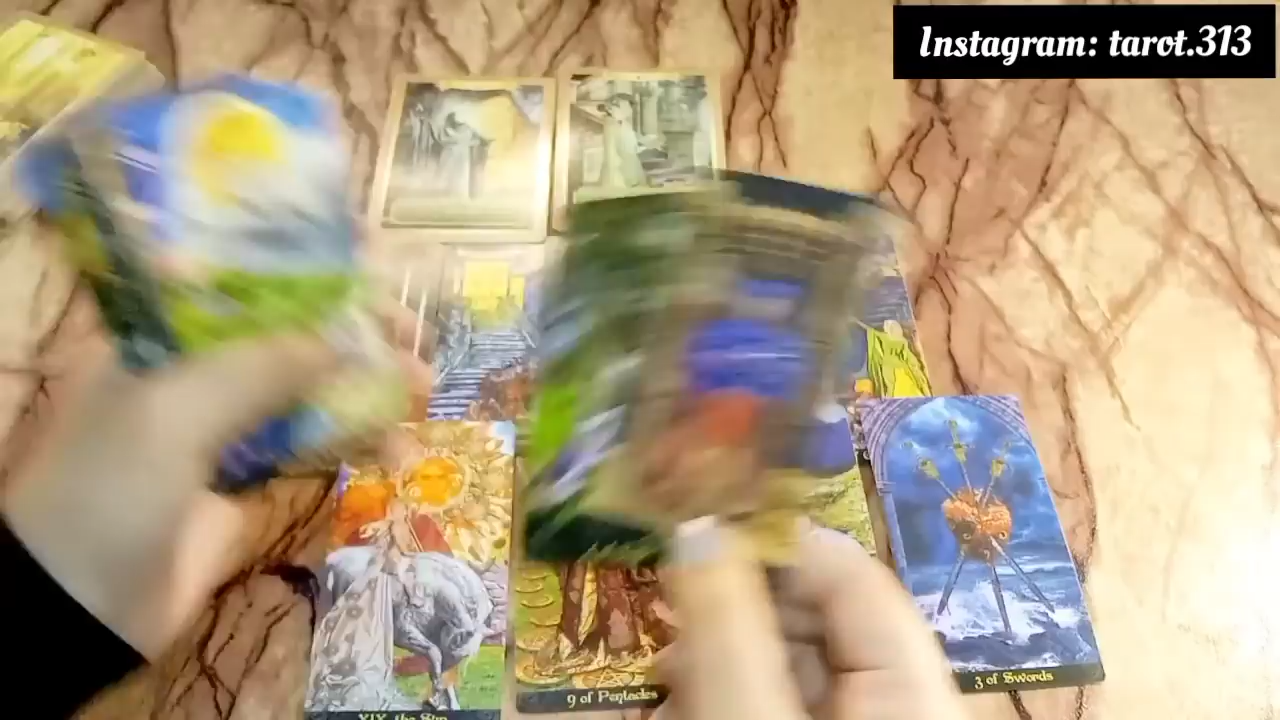 Instagram: tarot.313
9 of Pentacles
3 of Swords
XIX the Sun